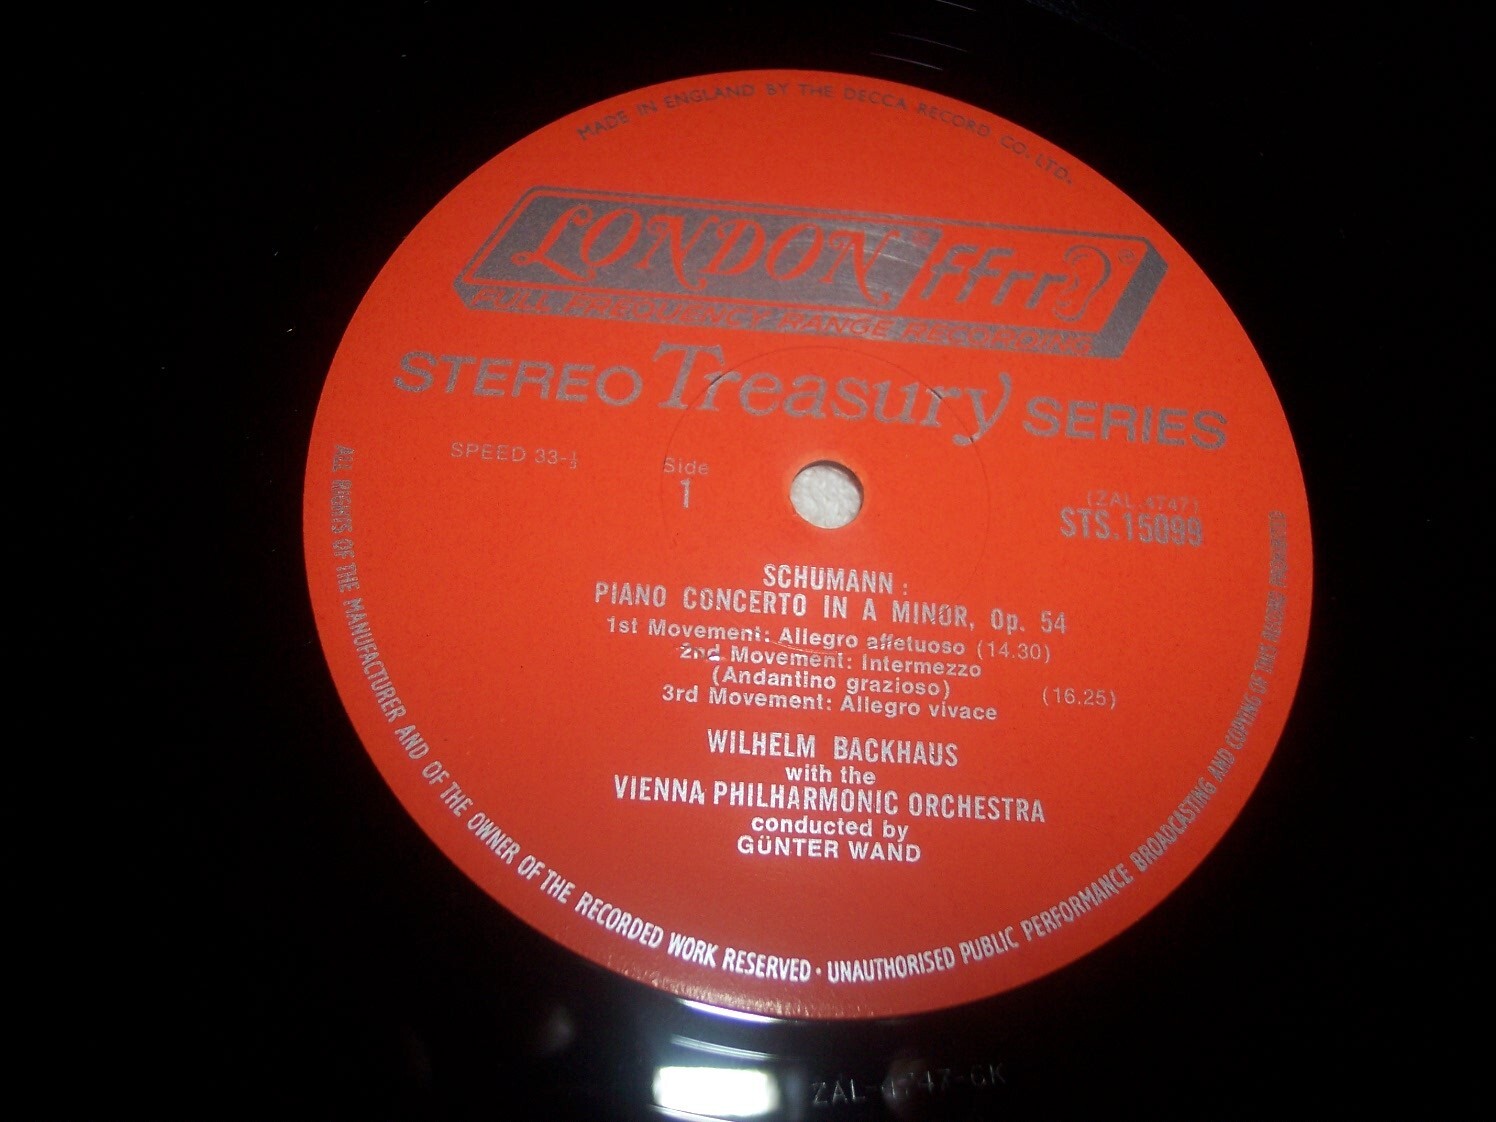 MADE IN ENGLAND BY THE DECCA RECORD CO. LTD.
LONDON ® ffrr ®
FULL FREQUENCY RANGE RECORDING
STEREO Treasury SERIES
SPEED 33-⅓
Side
1
(ZAL.4747)
STS.15099
SCHUMANN :
PIANO CONCERTO IN A MINOR, Op. 54
1st Movement: Allegro affetuoso (14.30)
2nd Movement: Intermezzo
(Andantino grazioso) (16.25)
3rd Movement: Allegro vivace
WILHELM BACKHAUS
with the
VIENNA PHILHARMONIC ORCHESTRA
conducted by
GÜNTER WAND
ALL RIGHTS OF THE MANUFACTURER AND OF THE OWNER OF THE RECORDED WORK RESERVED · UNAUTHORISED PUBLIC PERFORMANCE BROADCASTING AND COPYING OF THIS RECORD PROHIBITED
ZAL-4747-6K